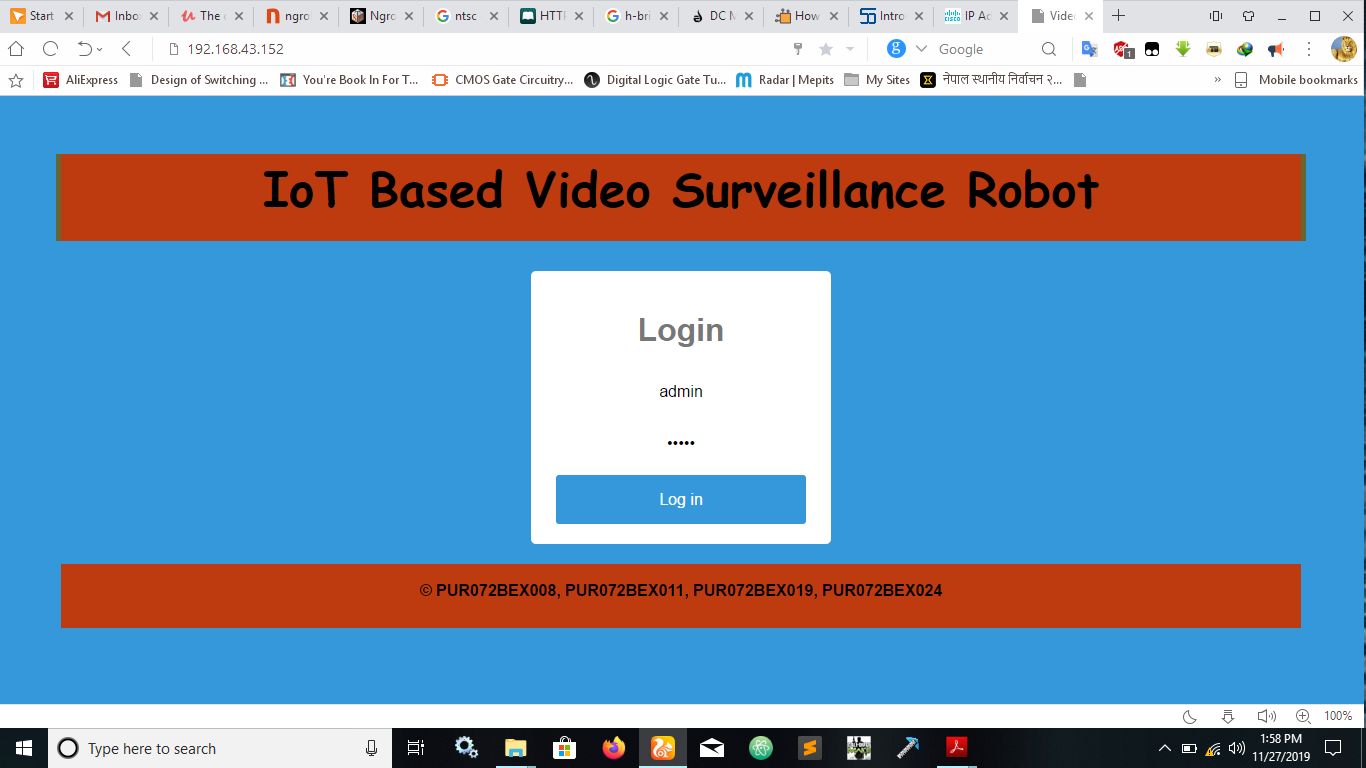 Start
Inbo
The
ngro
Ngro
ntsc
HTT
h-bri
DC M
How
Intro
IP Ad
Vide
192.168.43.152
Google
1
AliExpress
Design of Switching ...
You're Book In For T...
CMOS Gate Circuitry...
Digital Logic Gate Tu...
Radar | Mepits
My Sites
नेपाल स्थानीय निर्वाचन २...
»
Mobile bookmarks
IoT Based Video Surveillance Robot
Login
admin
•••••
Log in
© PUR072BEX008, PUR072BEX011, PUR072BEX019, PUR072BEX024
100%
Type here to search
1:58 PM
11/27/2019